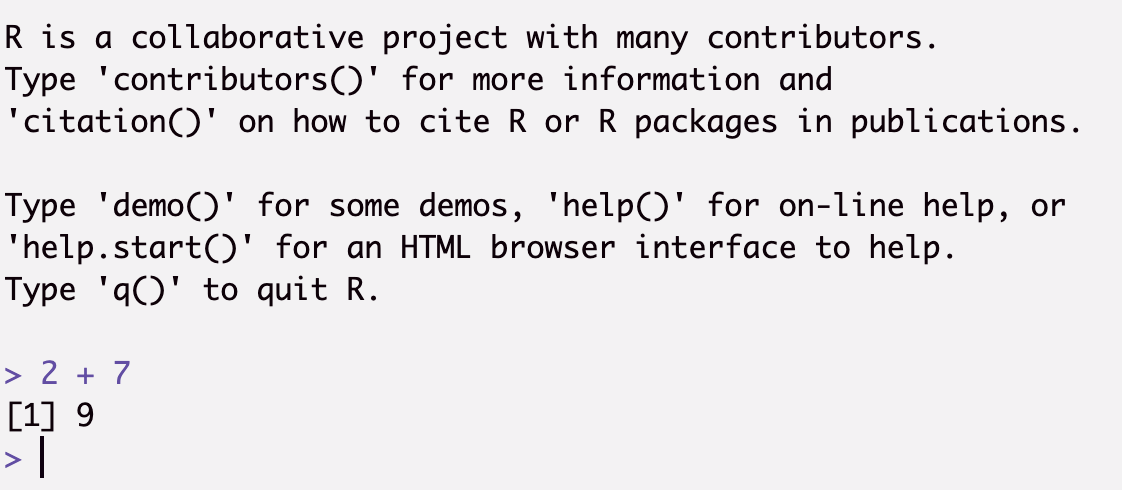 R is a collaborative project with many contributors.
Type 'contributors()' for more information and
'citation()' on how to cite R or R packages in publications.
Type 'demo()' for some demos, 'help()' for on-line help, or
'help.start()' for an HTML browser interface to help.
Type 'q()' to quit R.
> 2 + 7
[1] 9
>